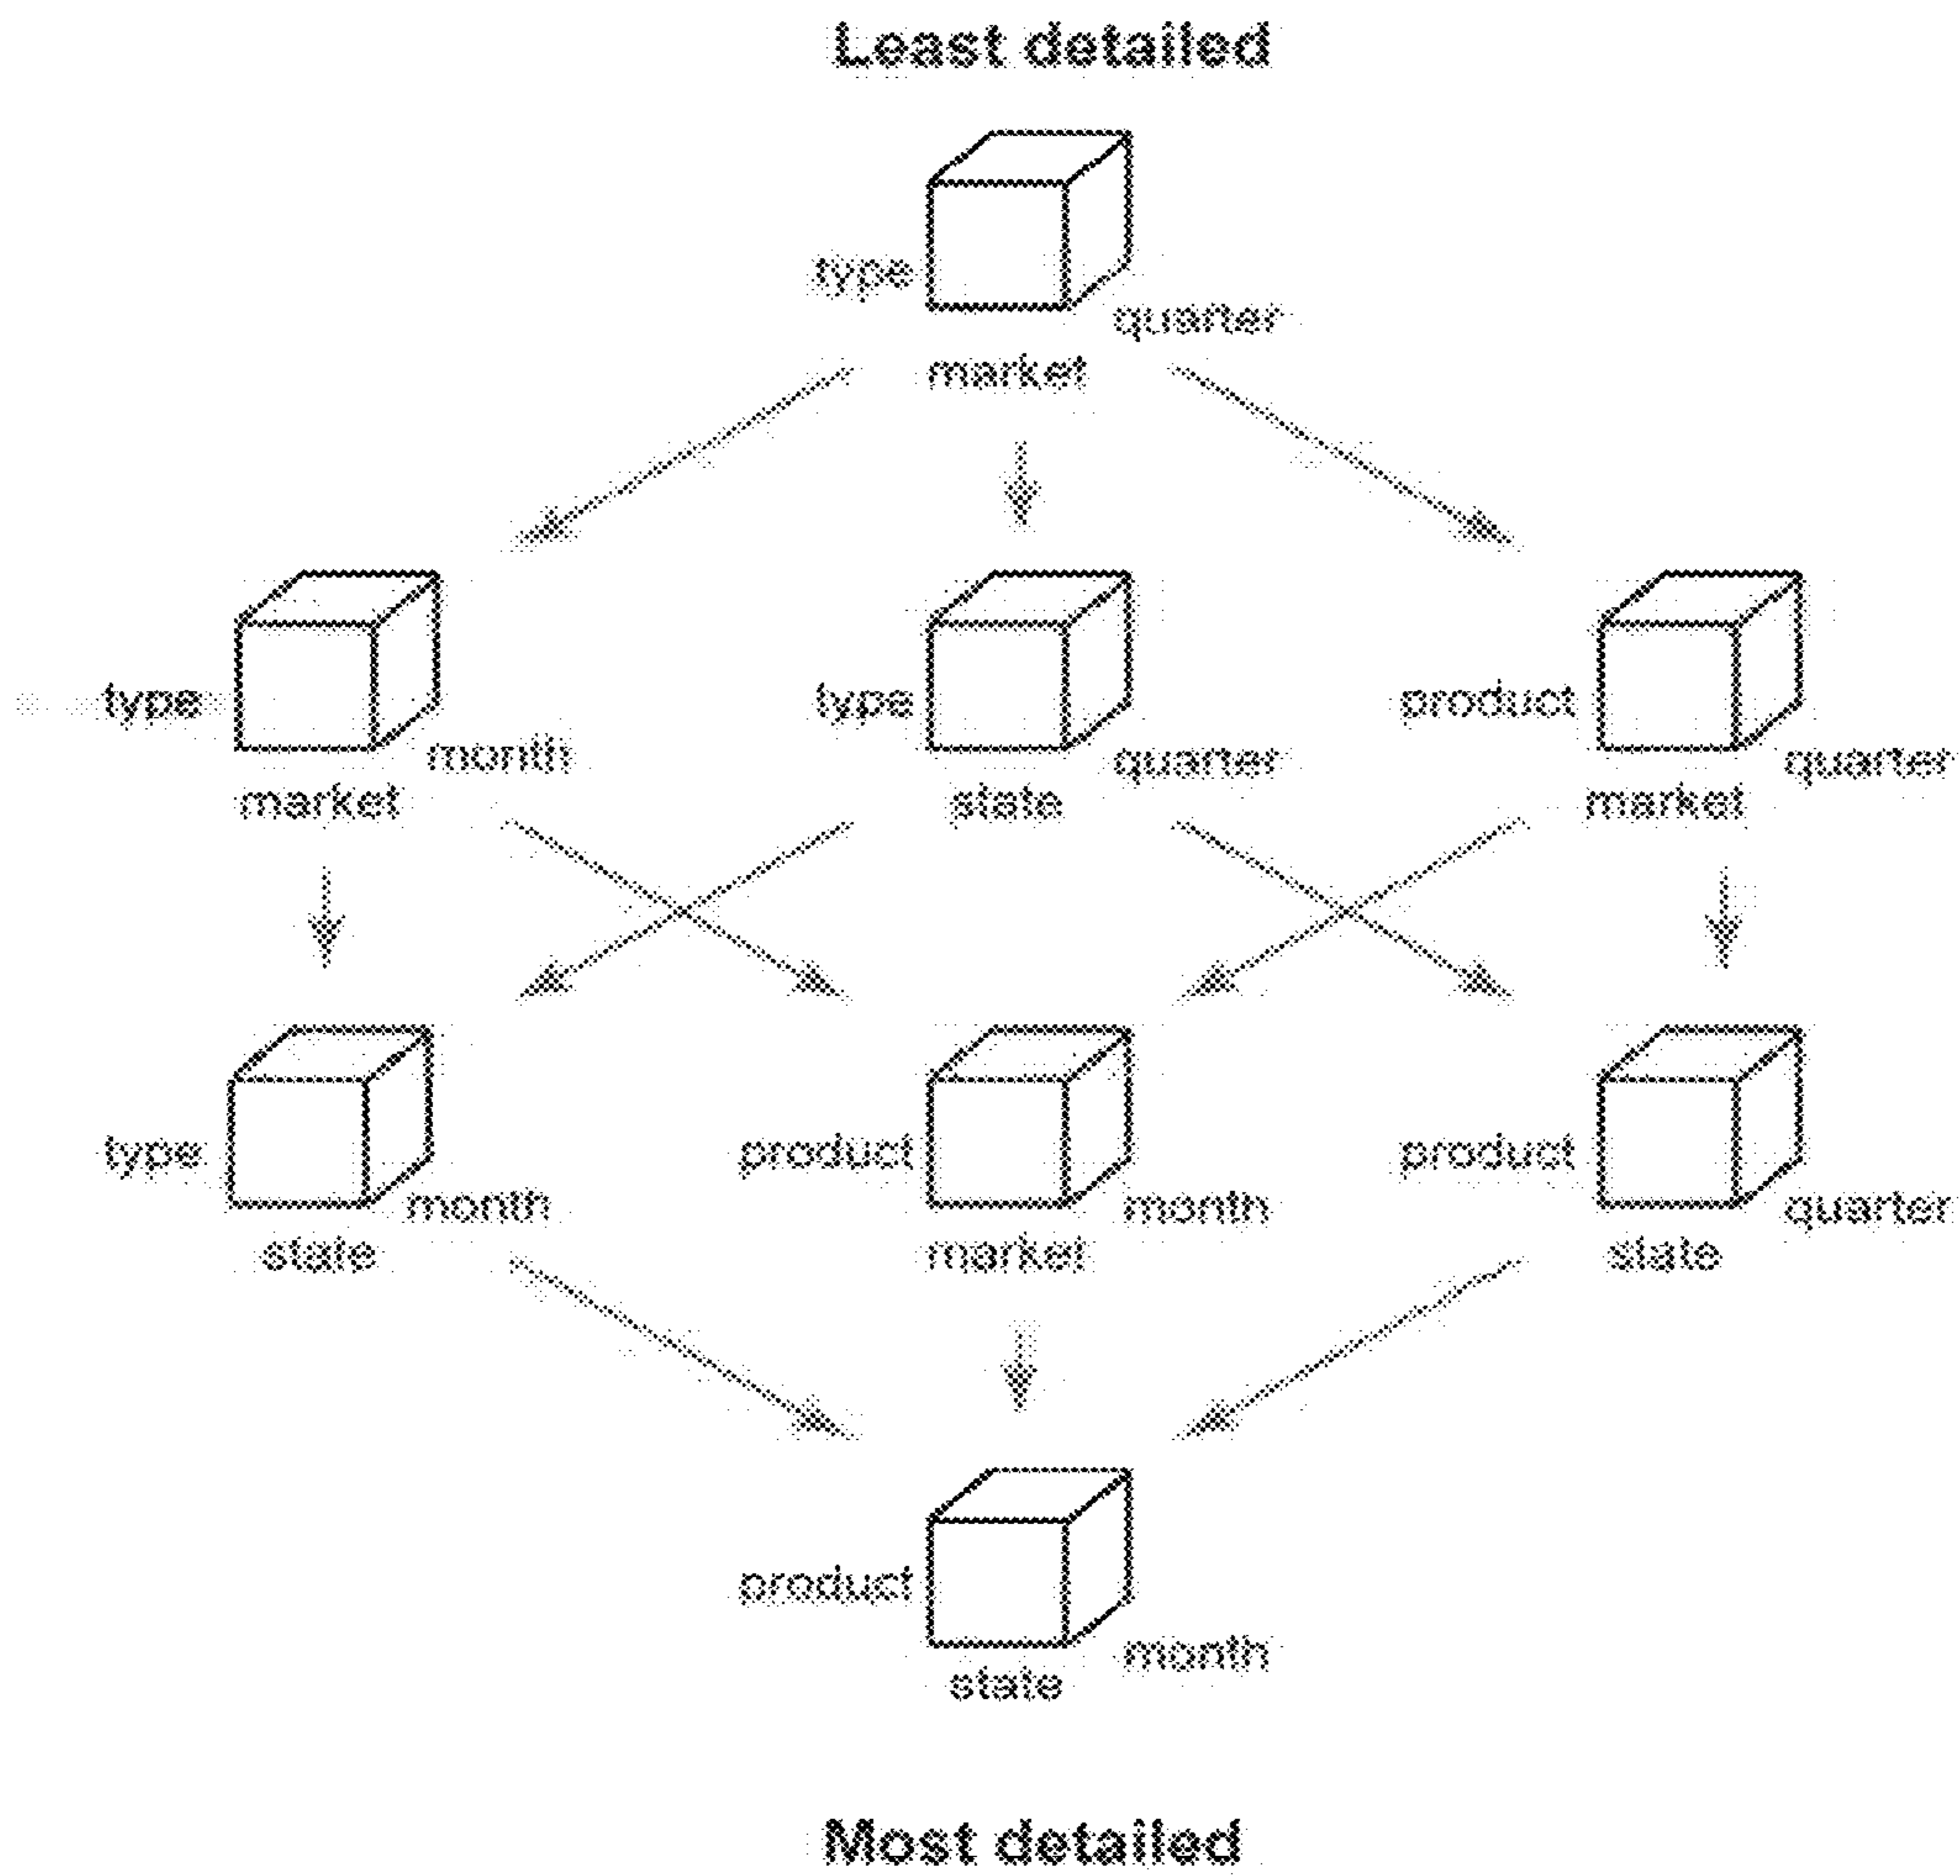 Least detailed
type
quarter
market
type
month
market
type
quarter
state
product
quarter
market
type
month
state
product
month
market
product
quarter
state
product
month
state
Most detailed